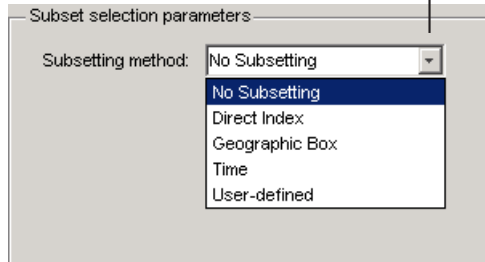 Subset selection parameters
Subsetting method: No Subsetting
No Subsetting
Direct Index
Geographic Box
Time
User-defined